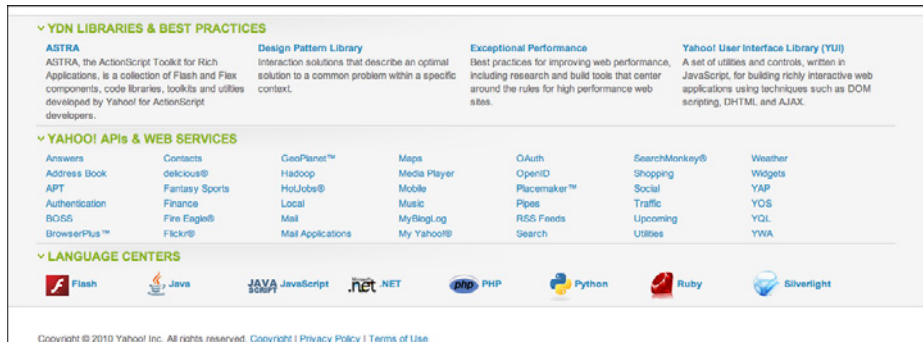 YDN LIBRARIES & BEST PRACTICES
ASTRA
ASTRA, the ActionScript Toolkit for Rich
Applications, is a collection of Flash and Flex
components, code libraries, toolkits and utlties
developed by Yahoo! for ActionScript
developers.
Design Pattern Library
Interaction solutions that describe an optimal
solution to a common problem within a specific
context.
Exceptional Performance
Best practices for improving web performance,
including research and build tools that center
around the rules for high performance web
sites.
Yahoo! User Interface Library (YUI)
A set of utilities and controls, written in
JavaScript, for building richly interactive web
applications using techniques such as DOM
scripting, DHTML and AJAX.
YAHOO! APIs & WEB SERVICES
Answers Contacts GeoPlanet™ Maps OAuth SearchMonkey® Weather
Address Book delicious® Hadoop Media Player OpenID Shopping Widgets
APT Fantasy Sports HotJobs® Mobile Placemaker™ Social YAP
Authentication Finance Local Music Pipes Traffic YOS
BOSS Fire Eagle® Mail MyBlogLog RSS Feeds Upcoming YQL
BrowserPlus™ Flickr® Mail Applications My Yahoo!® Search Utilities YWA
LANGUAGE CENTERS
Flash Java JAVA SCRIPT JavaScript .net .NET php PHP Python Ruby Silverlight
Copyright © 2010 Yahoo! Inc. All rights reserved. Copyright | Privacy Policy | Terms of Use